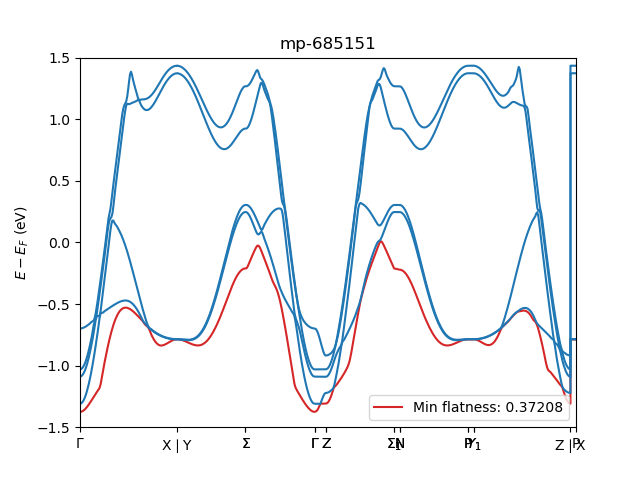 mp-685151
E − E_F (eV)
1.5
1.0
0.5
0.0
−0.5
−1.0
−1.5
Min flatness: 0.37208
Γ X | Y Σ Γ Z Σ₁ N P Y₁ Z | X P